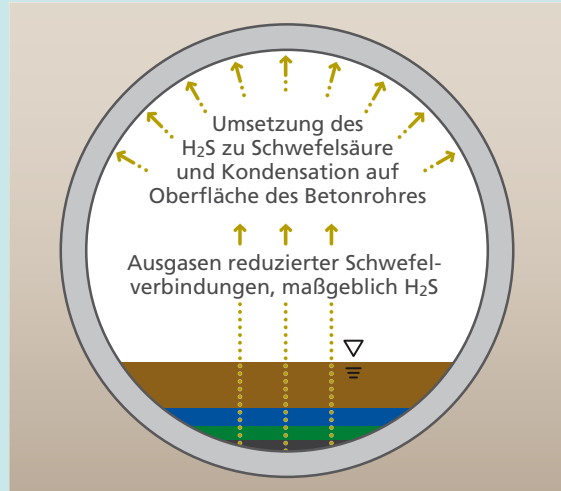 Umsetzung des
H₂S zu Schwefelsäure
und Kondensation auf
Oberfläche des Betonrohres
Ausgasen reduzierter Schwefel-
verbindungen, maßgeblich H₂S